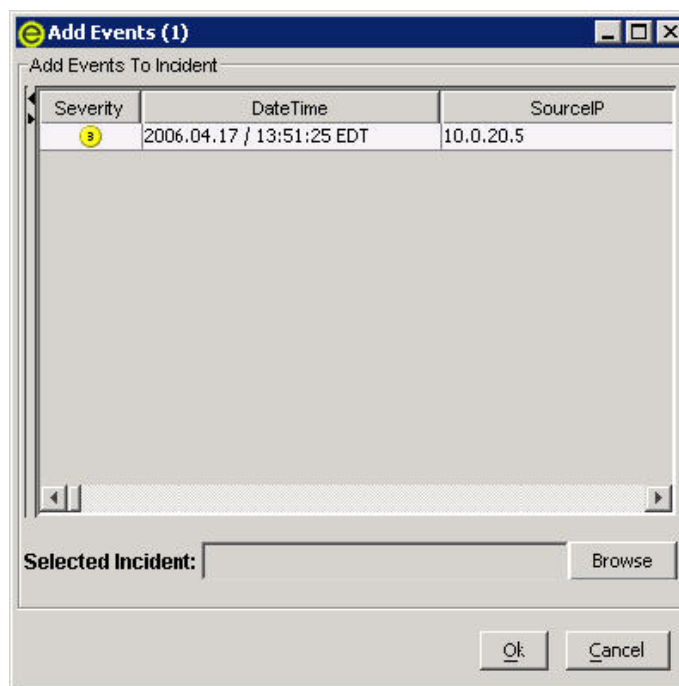 Add Events (1)
Add Events To Incident
Severity DateTime SourceIP
3 2006.04.17 / 13:51:25 EDT 10.0.20.5
Selected Incident: Browse
Ok Cancel